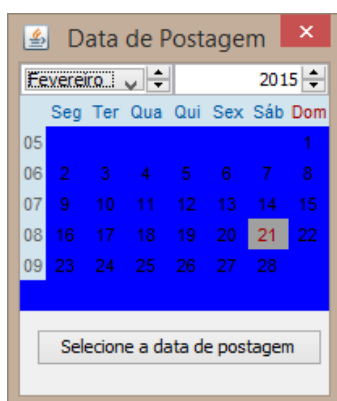 Data de Postagem
Fevereiro 2015
Seg Ter Qua Qui Sex Sáb Dom
05 1
06 2 3 4 5 6 7 8
07 9 10 11 12 13 14 15
08 16 17 18 19 20 21 22
09 23 24 25 26 27 28
Selecione a data de postagem